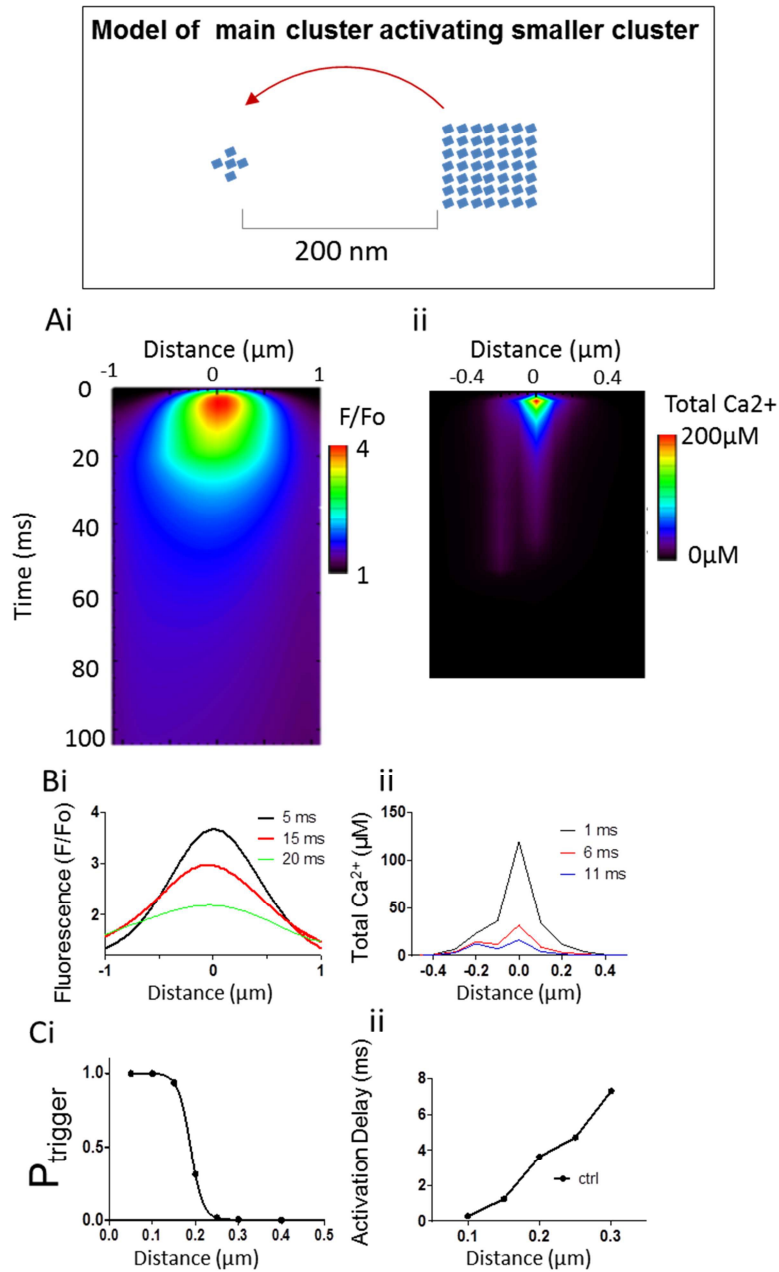 Model of main cluster activating smaller cluster
200 nm
Ai
Distance (µm)
-1 0 1
F/Fo
4
1
0
20
40
60
80
100
Time (ms)
ii
Distance (µm)
-0.4 0 0.4
Total Ca2+
200µM
0µM
Bi
Fluorescence (F/Fo)
4
3
2
5 ms
15 ms
20 ms
-1 0 1
Distance (µm)
ii
Total Ca2+ (µM)
150
100
50
0
1 ms
6 ms
11 ms
-0.4 -0.2 0.0 0.2 0.4
Distance (µm)
Ci
Ptrigger
1.0
0.5
0.0
0.0 0.1 0.2 0.3 0.4 0.5
Distance (µm)
ii
Activation Delay (ms)
8
6
4
2
0
ctrl
0.1 0.2 0.3
Distance (µm)